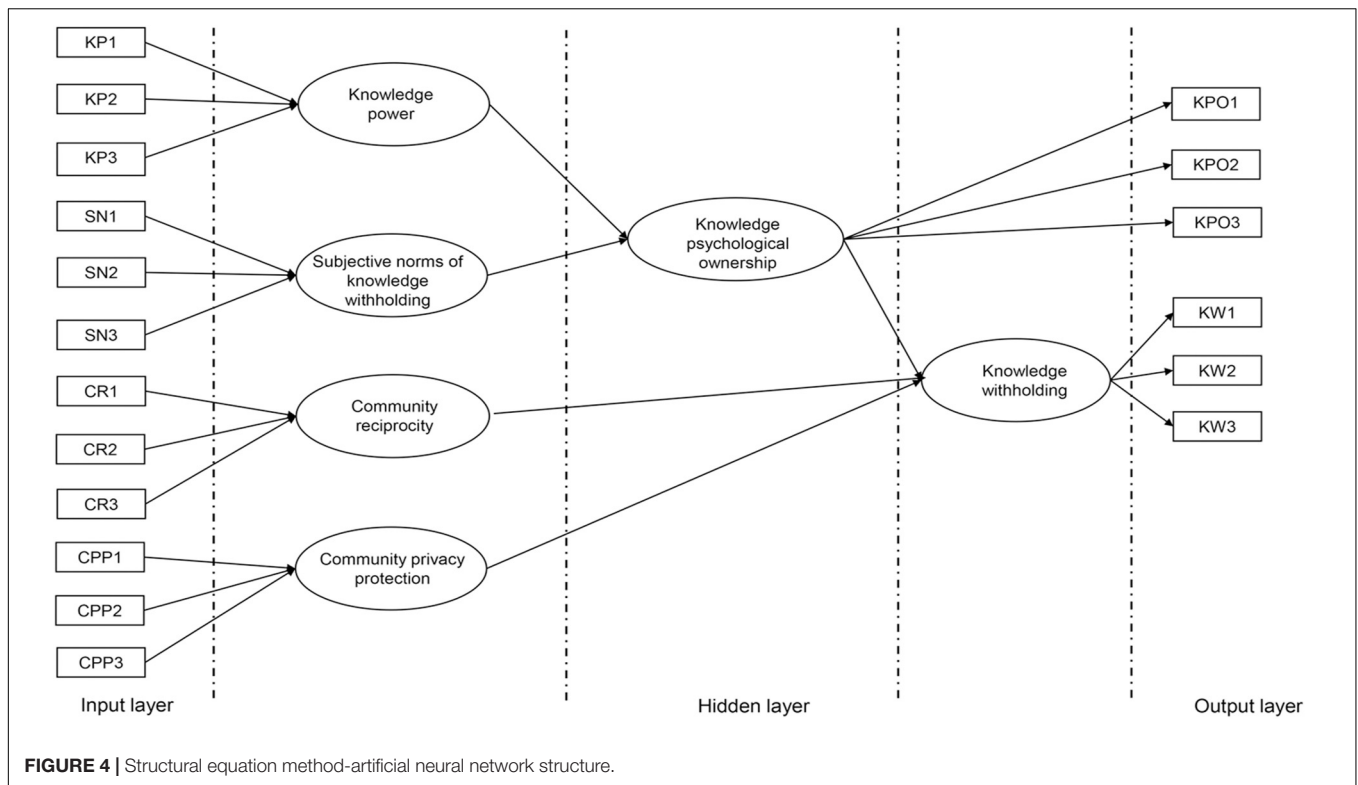 KP1
KP2
KP3
SN1
SN2
SN3
CR1
CR2
CR3
CPP1
CPP2
CPP3
Knowledge
power
Subjective norms of
knowledge
withholding
Community
reciprocity
Community privacy
protection
Knowledge
psychological
ownership
Knowledge
withholding
KPO1
KPO2
KPO3
KW1
KW2
KW3
Input layer
Hidden layer
Output layer
FIGURE 4 | Structural equation method-artificial neural network structure.